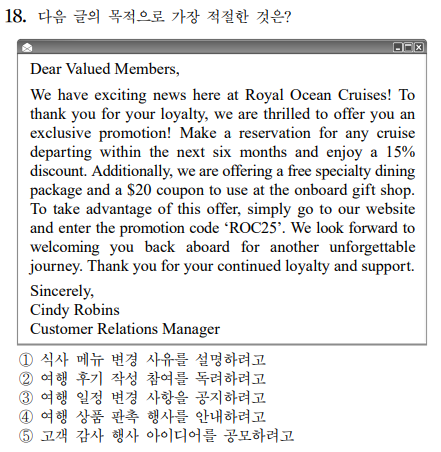 18. 다음 글의 목적으로 가장 적절한 것은?
Dear Valued Members,
We have exciting news here at Royal Ocean Cruises! To
thank you for your loyalty, we are thrilled to offer you an
exclusive promotion! Make a reservation for any cruise
departing within the next six months and enjoy a 15%
discount. Additionally, we are offering a free specialty dining
package and a $20 coupon to use at the onboard gift shop.
To take advantage of this offer, simply go to our website
and enter the promotion code ‘ROC25’. We look forward to
welcoming you back aboard for another unforgettable
journey. Thank you for your continued loyalty and support.
Sincerely,
Cindy Robins
Customer Relations Manager
① 식사 메뉴 변경 사유를 설명하려고
② 여행 후기 작성 참여를 독려하려고
③ 여행 일정 변경 사항을 공지하려고
④ 여행 상품 판촉 행사를 안내하려고
⑤ 고객 감사 행사 아이디어를 공모하려고